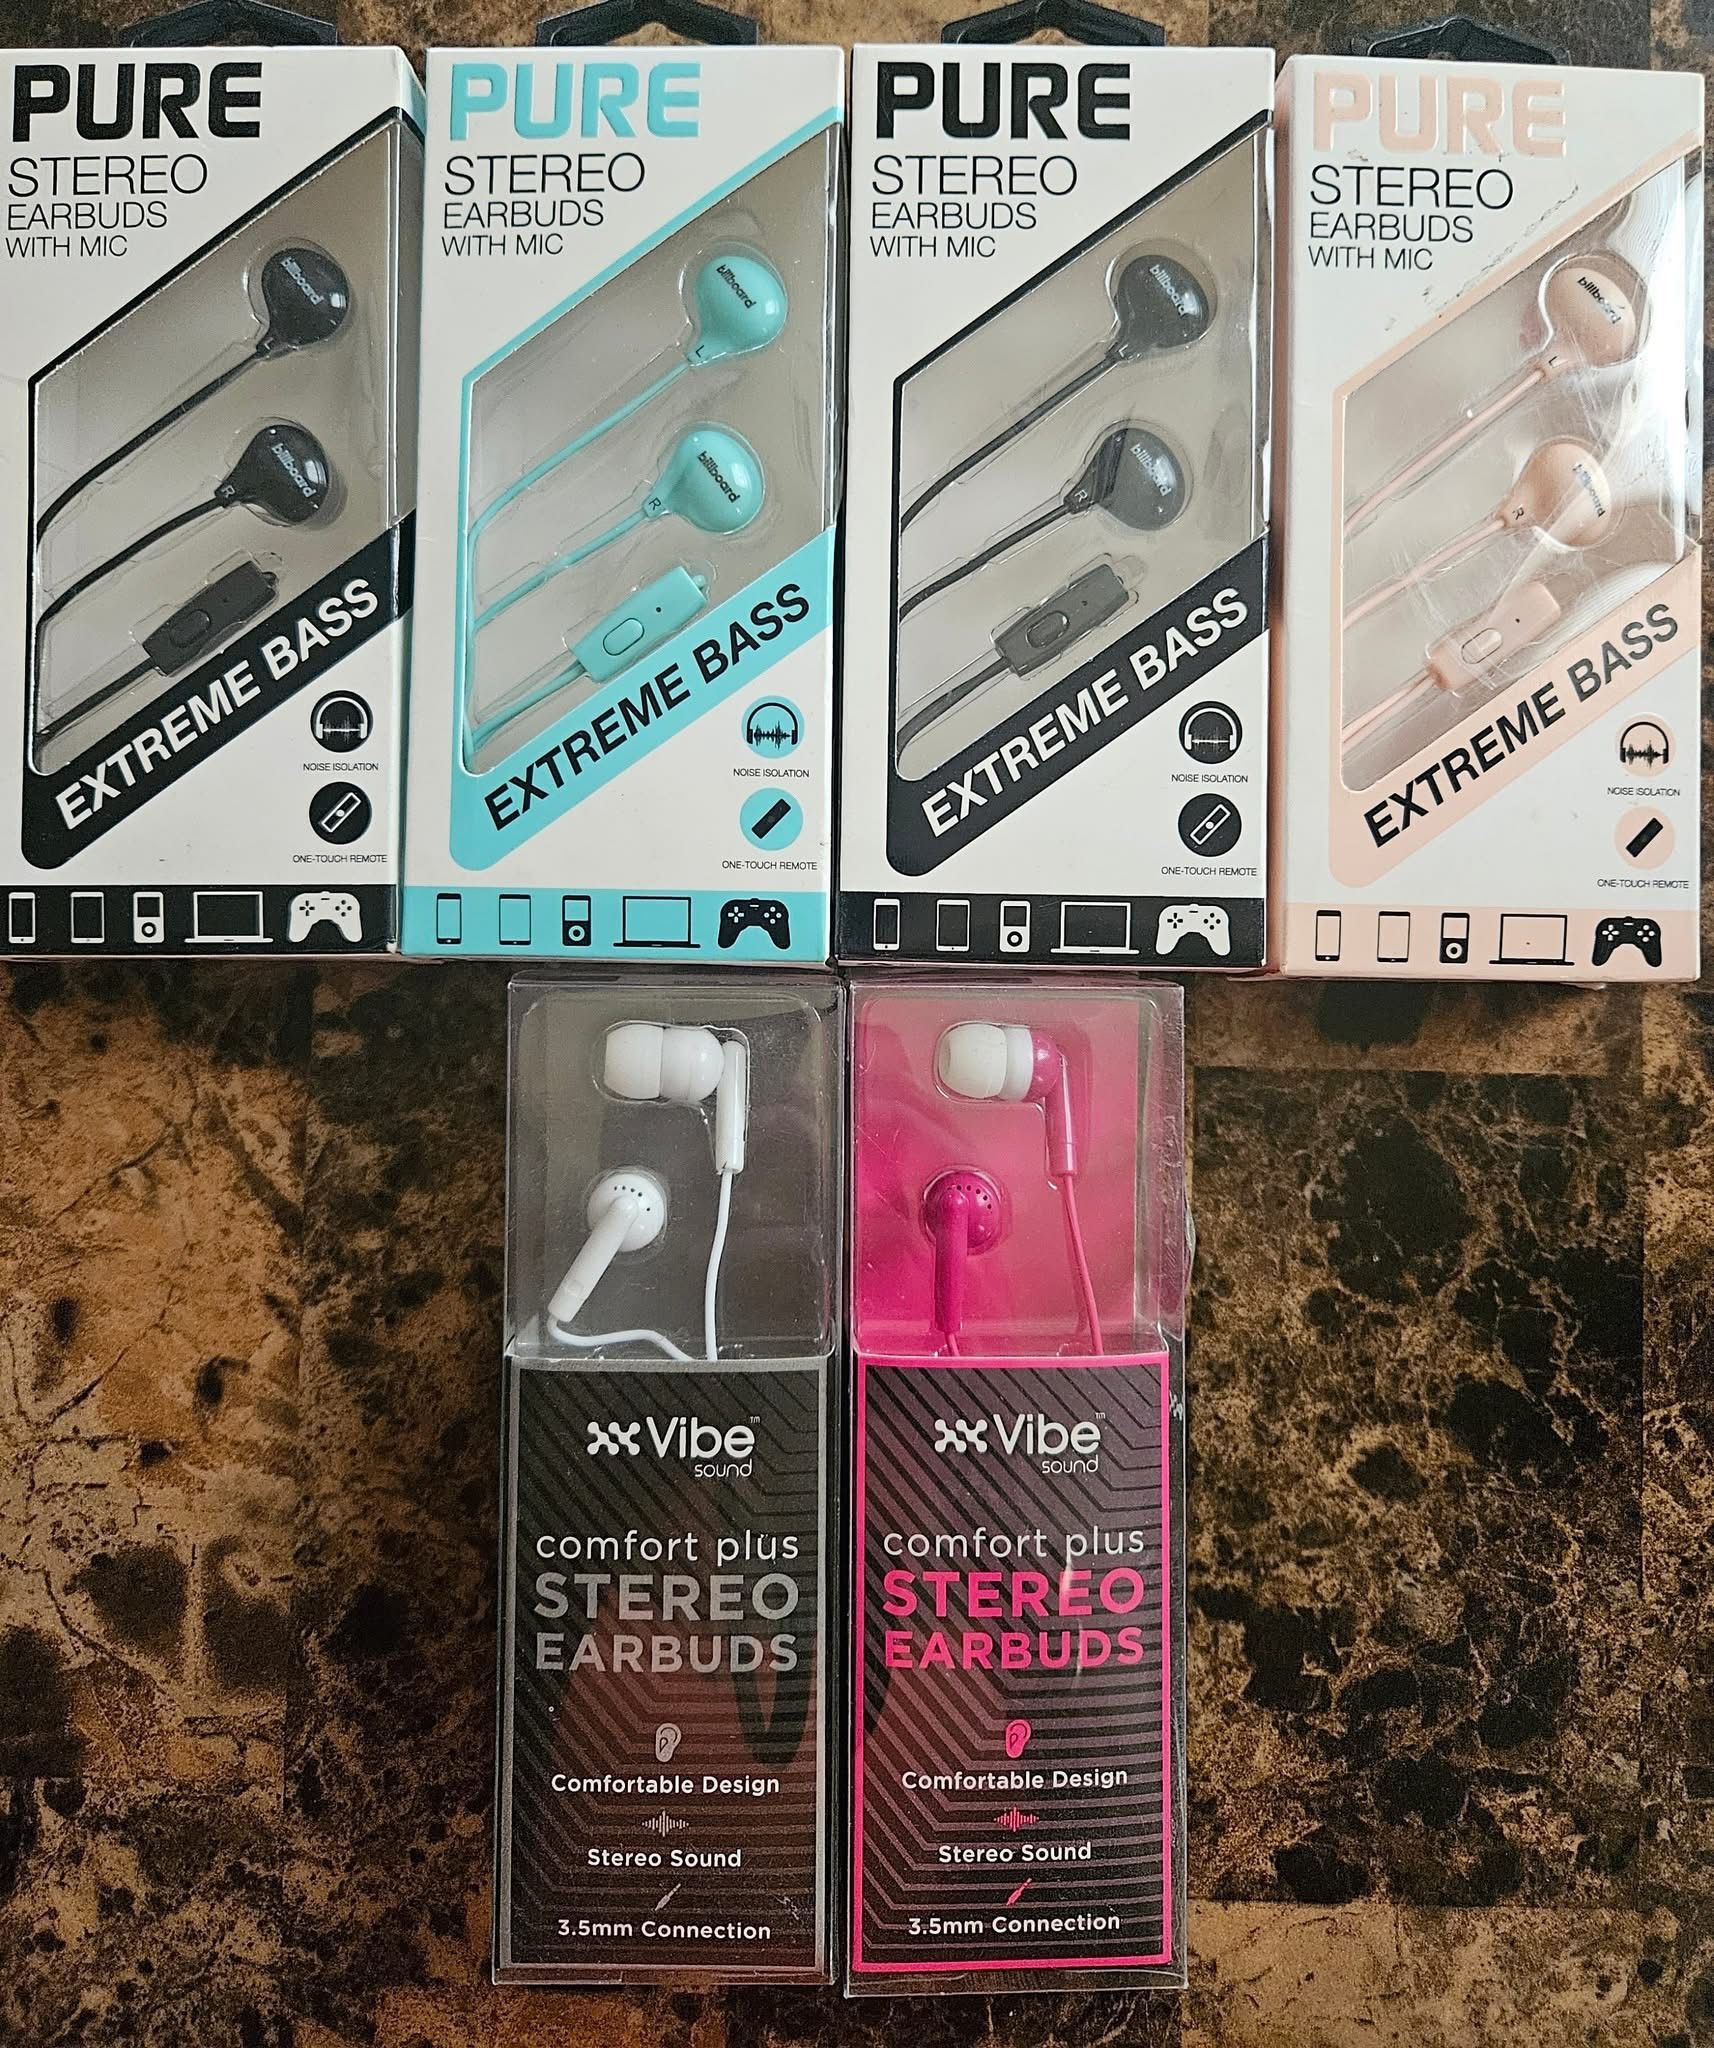 PURE
STEREO
EARBUDS
WITH MIC
billboard
L
billboard
R
EXTREME BASS
NOISE ISOLATION
ONE-TOUCH REMOTE
PURE
STEREO
EARBUDS
WITH MIC
billboard
L
billboard
R
EXTREME BASS
NOISE ISOLATION
ONE-TOUCH REMOTE
PURE
STEREO
EARBUDS
WITH MIC
billboard
L
billboard
R
EXTREME BASS
NOISE ISOLATION
ONE-TOUCH REMOTE
PURE
STEREO
EARBUDS
WITH MIC
billboard
L
billboard
R
EXTREME BASS
NOISE ISOLATION
ONE-TOUCH REMOTE
Vibe™
sound
comfort plus
STEREO
EARBUDS
Comfortable Design
Stereo Sound
3.5mm Connection
Vibe™
sound
comfort plus
STEREO
EARBUDS
Comfortable Design
Stereo Sound
3.5mm Connection